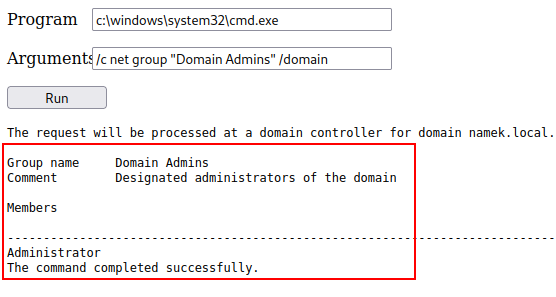 Program c:\windows\system32\cmd.exe
Arguments /c net group "Domain Admins" /domain
Run
The request will be processed at a domain controller for domain namek.local.
Group name     Domain Admins
Comment        Designated administrators of the domain
Members
-------------------------------------------------------------------------------
Administrator
The command completed successfully.